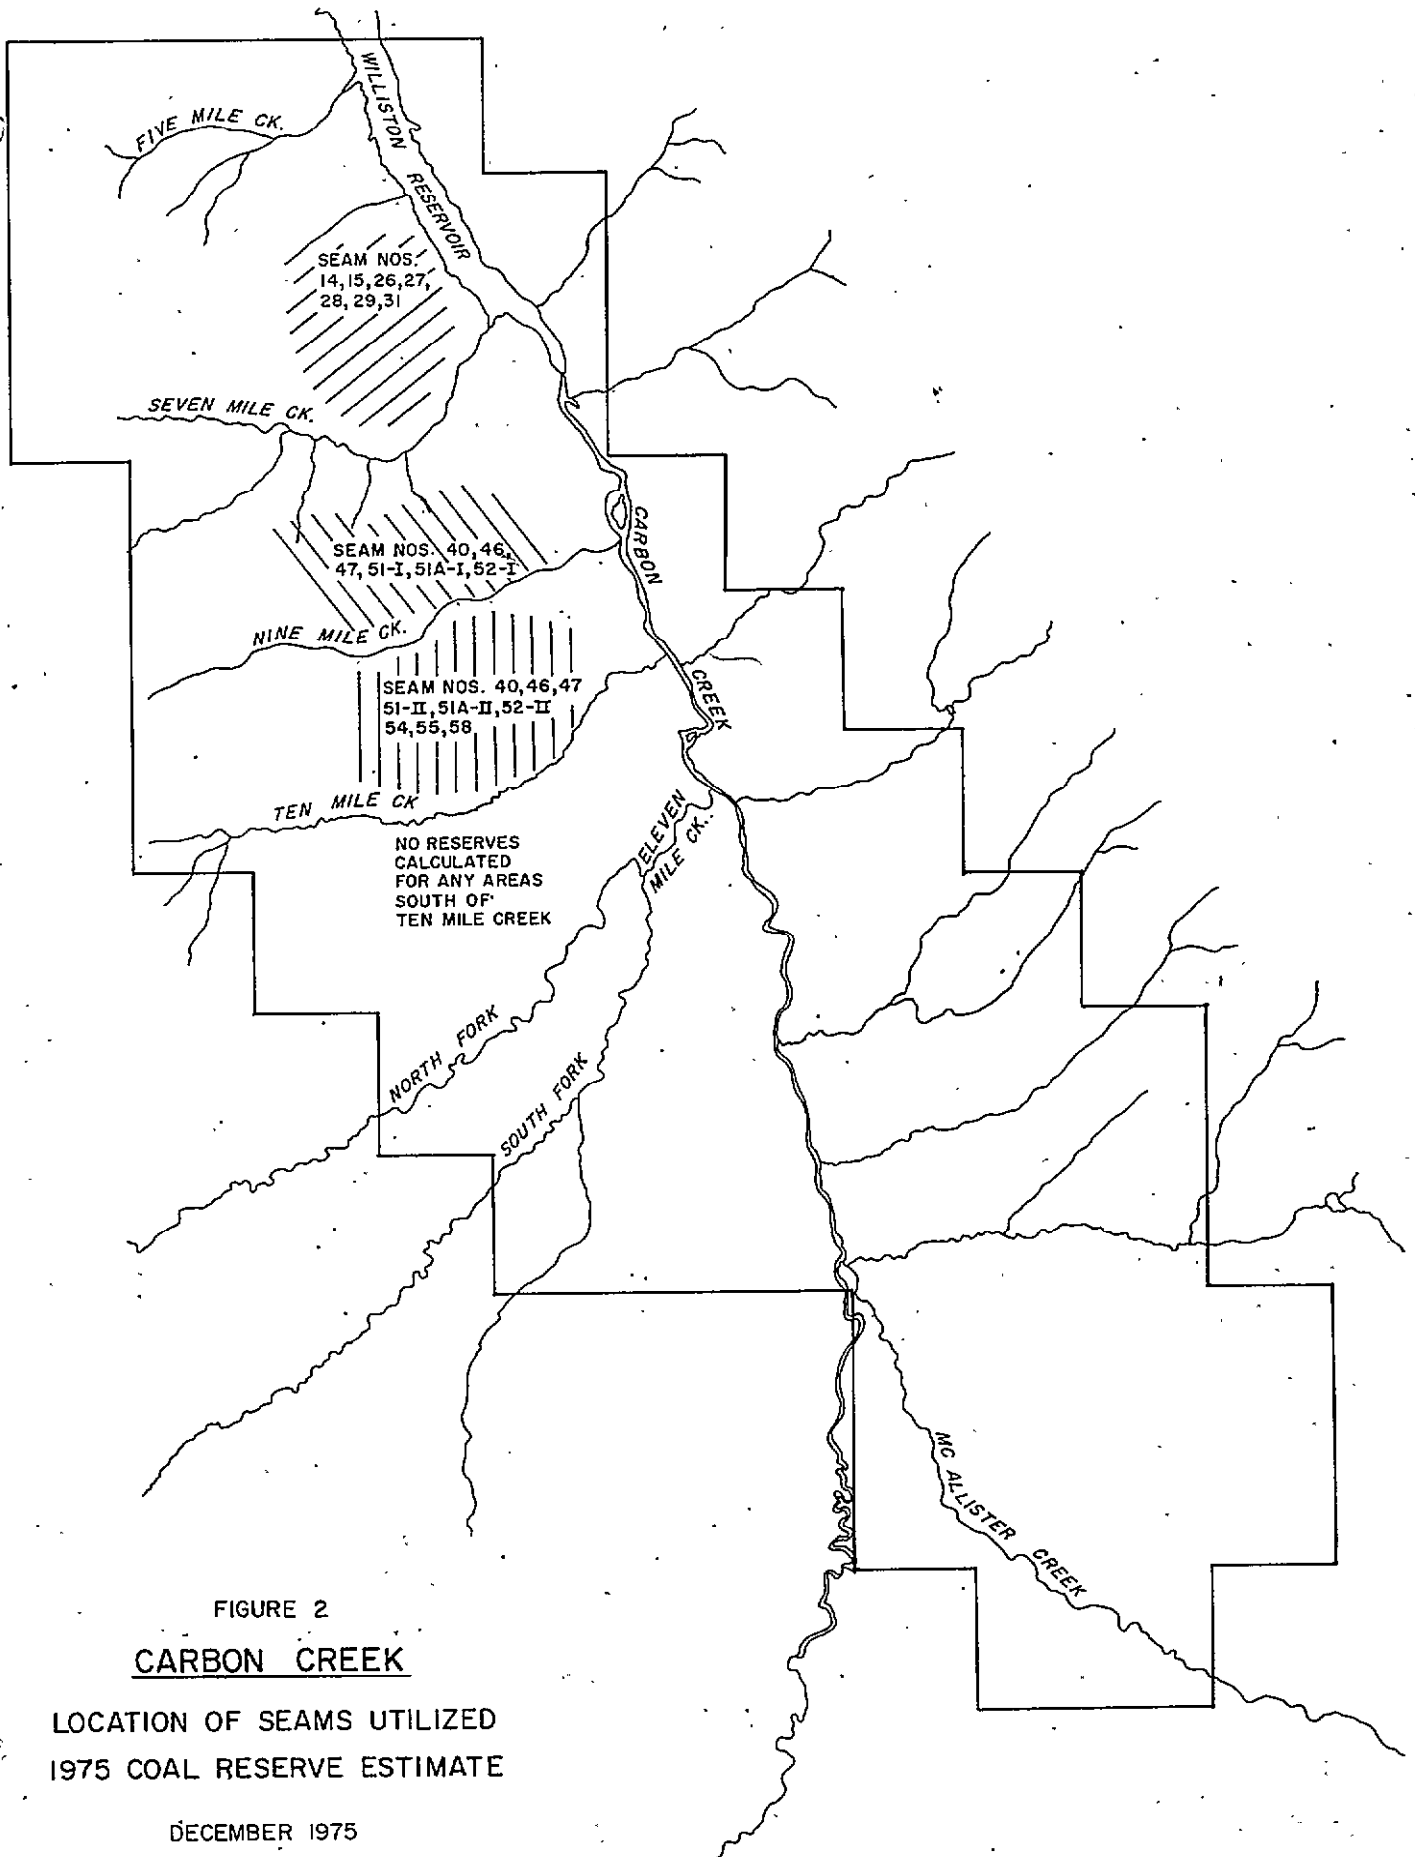 WILLISTON RESERVOIR
FIVE MILE CK.
SEAM NOS.
14,15,26,27,
28,29,31
SEVEN MILE CK.
CARBON CREEK
SEAM NOS. 40,46,
47,51-I,51A-I,52-I
NINE MILE CK.
SEAM NOS. 40,46,47
51-II,51A-II,52-II
54,55,58
TEN MILE CK
ELEVEN
MILE CK..
NO RESERVES
CALCULATED
FOR ANY AREAS
SOUTH OF
TEN MILE CREEK
NORTH FORK
SOUTH FORK
MC ALLISTER CREEK
FIGURE 2
CARBON CREEK
LOCATION OF SEAMS UTILIZED
1975 COAL RESERVE ESTIMATE
DECEMBER 1975